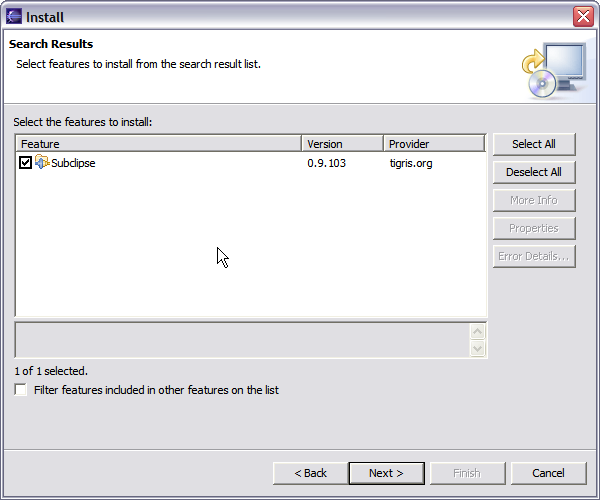 Install
Search Results
Select features to install from the search result list.
Select the features to install:
Feature Version Provider
Subclipse 0.9.103 tigris.org
Select All
Deselect All
More Info
Properties
Error Details...
1 of 1 selected.
Filter features included in other features on the list
< Back Next > Finish Cancel